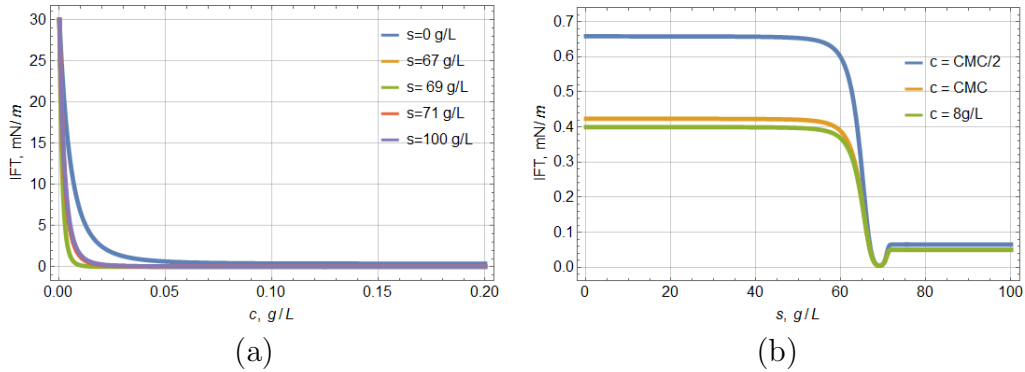 30
25
20
15
10
5
0
IFT, mN/m
0.00
0.05
0.10
0.15
0.20
c, g/L
s=0 g/L
s=67 g/L
s= 69 g/L
s=71 g/L
s=100 g/L
(a)
0.7
0.6
0.5
0.4
0.3
0.2
0.1
0.0
IFT, mN/m
0
20
40
60
80
100
s, g/L
c = CMC/2
c = CMC
c = 8g/L
(b)